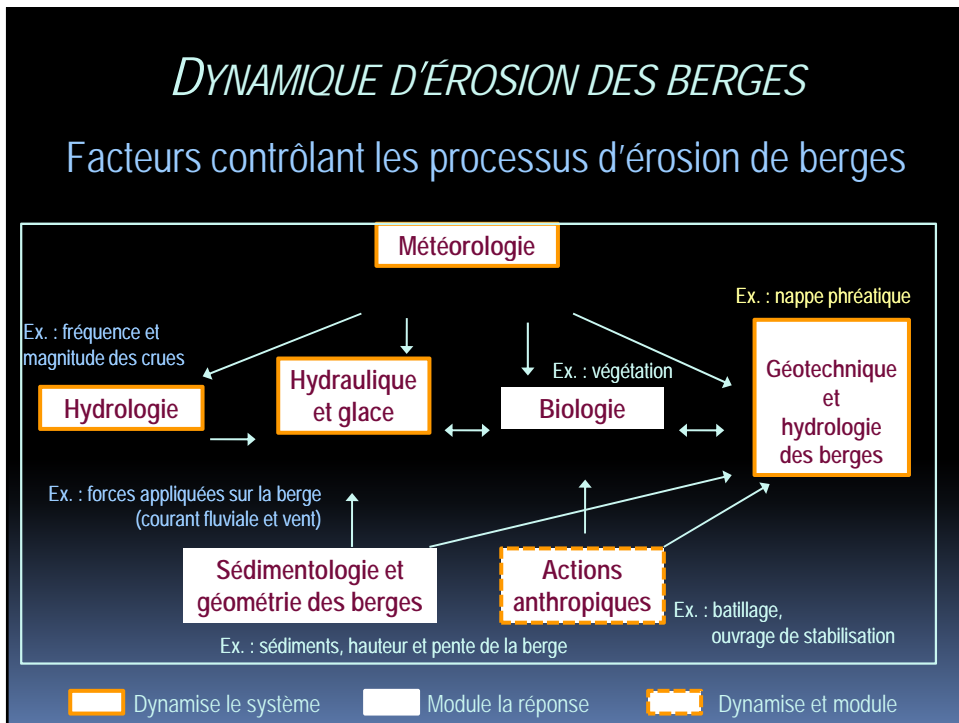 DYNAMIQUE D'ÉROSION DES BERGES
Facteurs contrôlant les processus d'érosion de berges
Météorologie
Ex. : nappe phréatique
Ex. : fréquence et
magnitude des crues
Hydrologie
Hydraulique
et glace
Ex. : végétation
Biologie
Géotechnique
et
hydrologie
des berges
Ex. : forces appliquées sur la berge
(courant fluviale et vent)
Sédimentologie et
géométrie des berges
Actions
anthropiques
Ex. : batillage,
ouvrage de stabilisation
Ex. : sédiments, hauteur et pente de la berge
Dynamise le système
Module la réponse
Dynamise et module